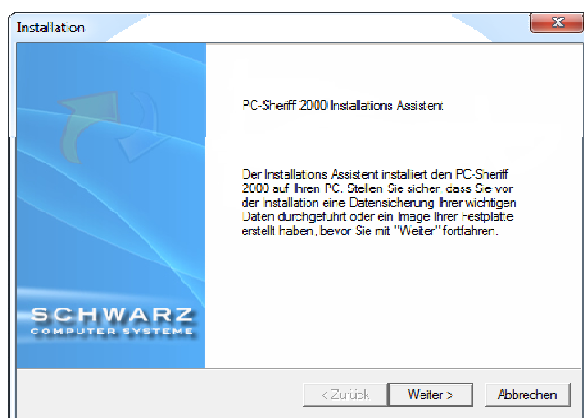 Installation
PC-Sheriff 2000 Installations Assistent
Der Installations Assistent installiert den PC-Sheriff
2000 auf Ihren PC. Stellen Sie sicher, dass Sie vor
der Installation eine Datensicherung Ihrer wichtigen
Daten durchgeführt oder ein Image Ihrer Festplatte
erstellt haben, bevor Sie mit "Weiter" fortfahren.
SCHWARZ
COMPUTER SYSTEME
< Zurück
Weiter >
Abbrechen